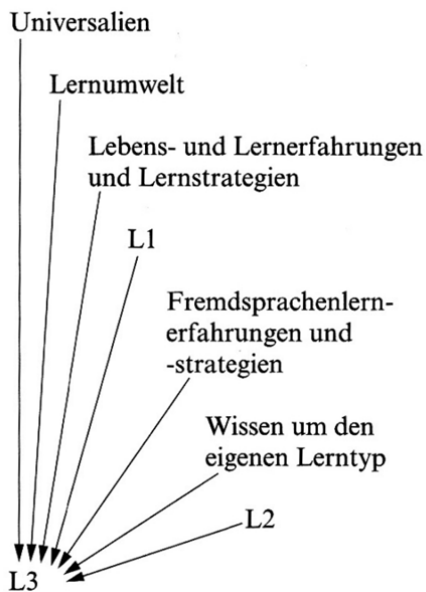 Universalien
Lernumwelt
Lebens- und Lernerfahrungen
und Lernstrategien
L1
Fremdsprachenlern-
erfahrungen und
-strategien
Wissen um den
eigenen Lerntyp
L2
L3